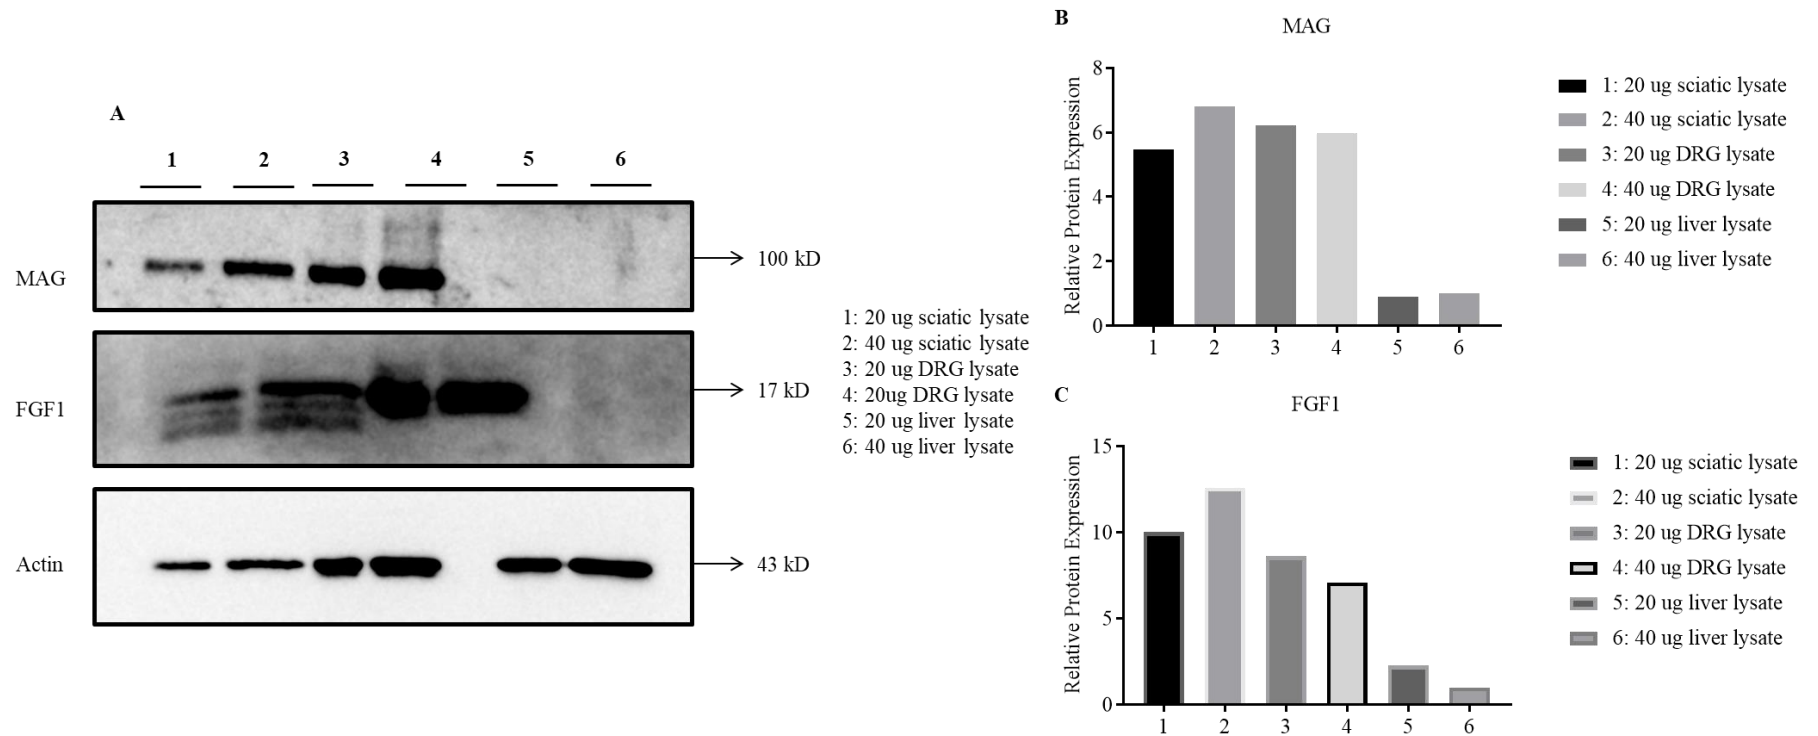 A
1 2 3 4 5 6
MAG
100 kD
FGF1
17 kD
Actin
43 kD
1: 20 ug sciatic lysate
2: 40 ug sciatic lysate
3: 20 ug DRG lysate
4: 20ug DRG lysate
5: 20 ug liver lysate
6: 40 ug liver lysate
B
MAG
Relative Protein Expression
8
6
4
2
0
1 2 3 4 5 6
1: 20 ug sciatic lysate
2: 40 ug sciatic lysate
3: 20 ug DRG lysate
4: 40 ug DRG lysate
5: 20 ug liver lysate
6: 40 ug liver lysate
C
FGF1
Relative Protein Expression
15
10
5
0
1 2 3 4 5 6
1: 20 ug sciatic lysate
2: 40 ug sciatic lysate
3: 20 ug DRG lysate
4: 40 ug DRG lysate
5: 20 ug liver lysate
6: 40 ug liver lysate